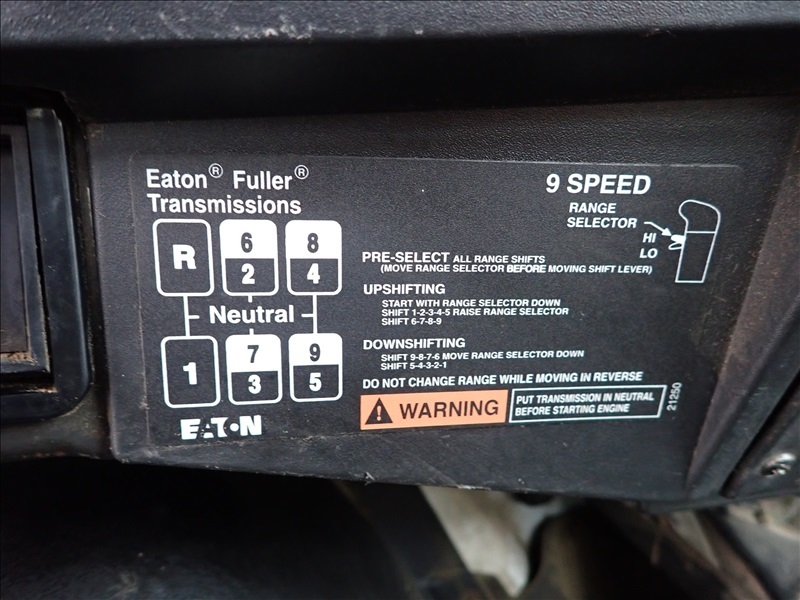 Eaton® Fuller®
Transmissions
R
6
2
8
4
Neutral
1
7
3
9
5
EATON
9 SPEED
RANGE
SELECTOR
HI
LO
PRE-SELECT ALL RANGE SHIFTS
(MOVE RANGE SELECTOR BEFORE MOVING SHIFT LEVER)
UPSHIFTING
START WITH RANGE SELECTOR DOWN
SHIFT 1-2-3-4-5 RAISE RANGE SELECTOR
SHIFT 6-7-8-9
DOWNSHIFTING
SHIFT 9-8-7-6 MOVE RANGE SELECTOR DOWN
SHIFT 5-4-3-2-1
DO NOT CHANGE RANGE WHILE MOVING IN REVERSE
WARNING
PUT TRANSMISSION IN NEUTRAL
BEFORE STARTING ENGINE
21250